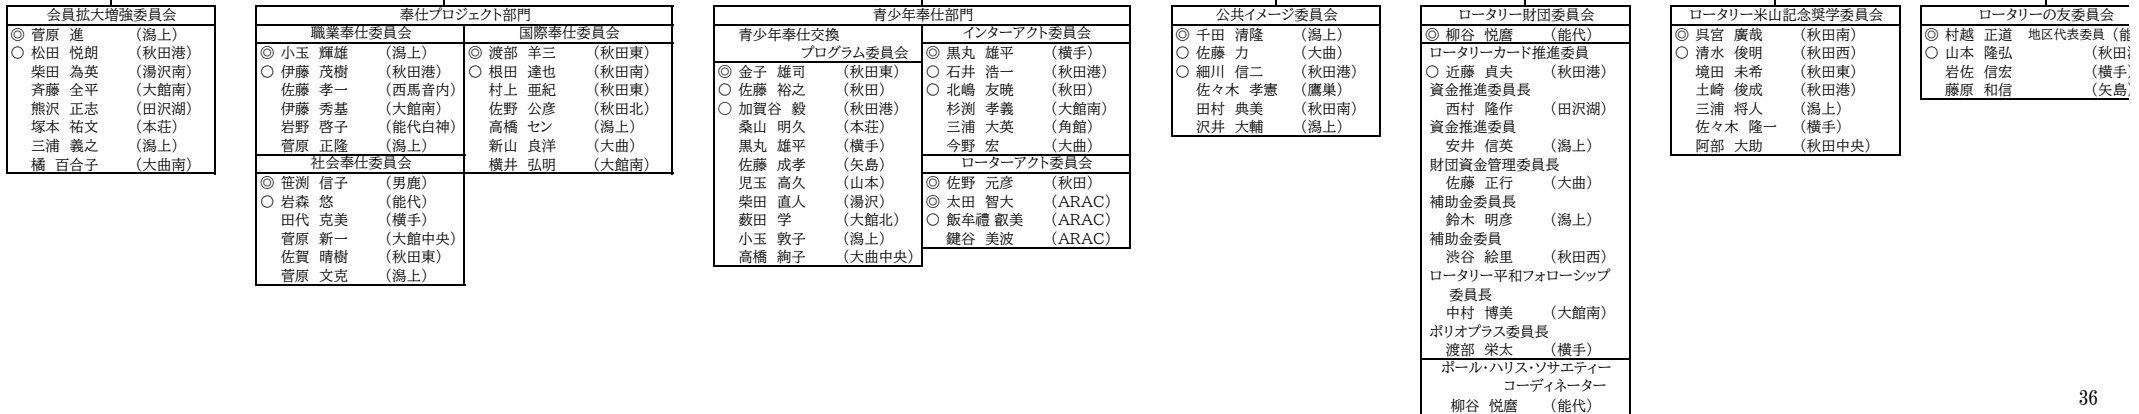 会員拡大増強委員会
◎ 菅原 進 （潟上）
○ 松田 悦朗 （秋田港）
柴田 為英 （湯沢南）
斉藤 全平 （大館南）
熊沢 正志 （田沢湖）
塚本 祐文 （本荘）
三浦 義之 （潟上）
橘 百合子 （大曲南）
奉仕プロジェクト部門
職業奉仕委員会
◎ 小玉 輝雄 （潟上）
○ 伊藤 茂樹 （秋田港）
佐藤 孝一 （西馬音内）
伊藤 秀基 （大館南）
岩野 啓子 （能代白神）
菅原 正隆 （潟上）
社会奉仕委員会
◎ 笹渕 信子 （男鹿）
○ 岩森 悠 （能代）
田代 克美 （横手）
菅原 新一 （大館中央）
佐賀 晴樹 （秋田東）
菅原 文克 （潟上）
国際奉仕委員会
◎ 渡部 羊三 （秋田東）
○ 根田 達也 （秋田南）
村上 亜紀 （秋田東）
佐野 公彦 （秋田北）
高橋 セン （潟上）
新山 良洋 （大曲）
横井 弘明 （大館南）
青少年奉仕部門
青少年奉仕交換
プログラム委員会
◎ 金子 雄司 （秋田東）
○ 佐藤 裕之 （秋田）
○ 加賀谷 毅 （秋田港）
桑山 明久 （本荘）
黒丸 雄平 （横手）
佐藤 成孝 （矢島）
児玉 高久 （山本）
柴田 直人 （湯沢）
薮田 学 （大館北）
小玉 敦子 （潟上）
高橋 絢子 （大曲中央）
インターアクト委員会
◎ 黒丸 雄平 （横手）
○ 石井 浩一 （秋田港）
○ 北嶋 友暁 （秋田）
杉渕 孝義 （大館南）
三浦 大英 （角館）
今野 宏 （大曲）
ローターアクト委員会
◎ 佐野 元彦 （秋田）
◎ 太田 智大 （ARAC）
○ 飯牟禮 叡美 （ARAC）
鍵谷 美波 （ARAC）
公共イメージ委員会
◎ 千田 清隆 （潟上）
○ 佐藤 力 （大曲）
○ 細川 信二 （秋田港）
佐々木 孝憲 （鷹巣）
田村 典美 （秋田南）
沢井 大輔 （潟上）
ロータリー財団委員会
◎ 柳谷 悦麿 （能代）
ロータリーカード推進委員
○ 近藤 貞夫 （秋田港）
資金推進委員長
西村 隆作 （田沢湖）
資金推進委員
安井 信英 （潟上）
財団資金管理委員長
佐藤 正行 （大曲）
補助金委員長
鈴木 明彦 （潟上）
補助金委員
渋谷 絵里 （秋田西）
ロータリー平和フォローシップ
委員長
中村 博美 （大館南）
ポリオプラス委員長
渡部 栄太 （横手）
ポール・ハリス・ソサエティー
コーディネーター
柳谷 悦麿 （能代）
ロータリー米山記念奨学委員会
◎ 呉宮 廣哉 （秋田南）
○ 清水 俊明 （秋田西）
境田 未希 （秋田東）
土崎 俊成 （秋田港）
三浦 将人 （潟上）
佐々木 隆一 （横手）
阿部 大助 （秋田中央）
ロータリーの友委員会
◎ 村越 正道 地区代表委員（
○ 山本 隆弘 （秋田
岩佐 信宏 （横手）
藤原 和信 （矢島）
36